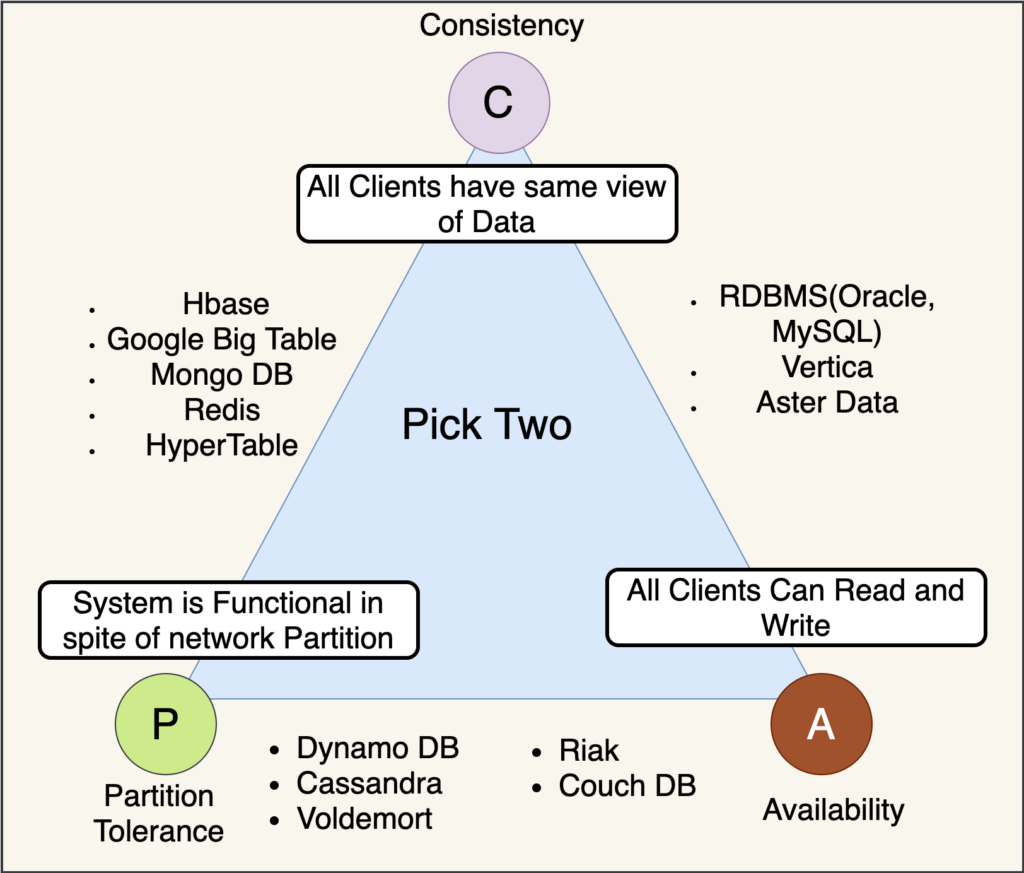 Consistency
C
All Clients have same view
of Data
• Hbase
• Google Big Table
• Mongo DB
• Redis
• HyperTable
• RDBMS(Oracle,
MySQL)
• Vertica
• Aster Data
Pick Two
System is Functional in
spite of network Partition
All Clients Can Read and
Write
P
Partition
Tolerance
• Dynamo DB
• Cassandra
• Voldemort
• Riak
• Couch DB
A
Availability